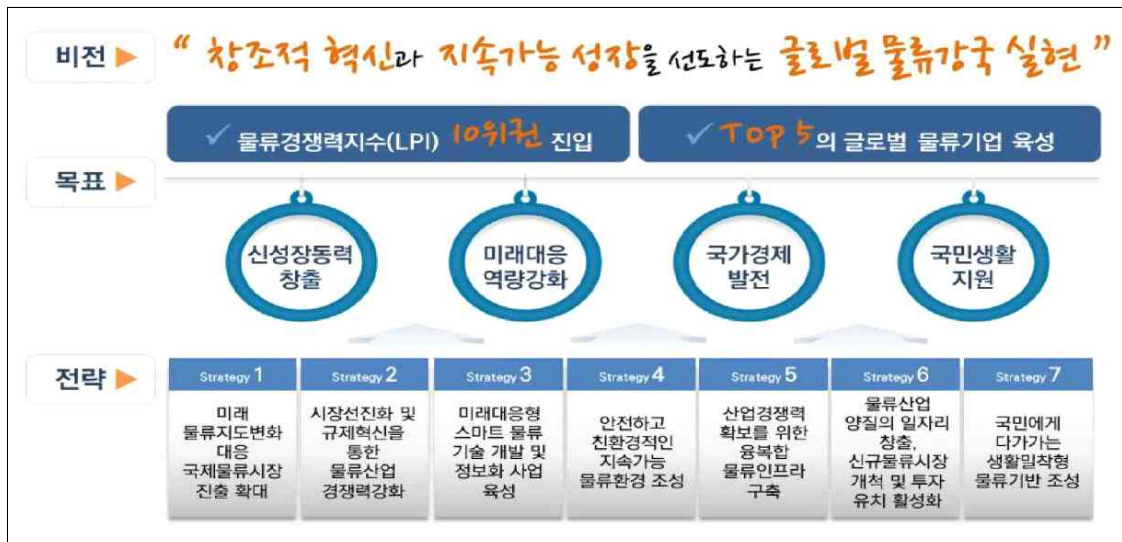 비전 ▶
“ 창조적 혁신과 지속가능 성장을 선도하는 글로벌 물류강국 실현 ”
✓ 물류경쟁력지수(LPI) 10위권 진입
✓ TOP 5의 글로벌 물류기업 육성
목표 ▶
신성장동력
창출
미래대응
역량강화
국가경제
발전
국민생활
지원
전략 ▶
Strategy 1
미래
물류지도변화
대응
국제물류시장
진출 확대
Strategy 2
시장선진화 및
규제혁신을
통한
물류산업
경쟁력강화
Strategy 3
미래대응형
스마트 물류
기술 개발 및
정보화 사업
육성
Strategy 4
안전하고
친환경적인
지속가능
물류환경 조성
Strategy 5
산업경쟁력
확보를 위한
융복합
물류인프라
구축
Strategy 6
물류산업
양질의 일자리
창출,
신규물류시장
개척 및 투자
유치 활성화
Strategy 7
국민에게
다가가는
생활밀착형
물류기반 조성